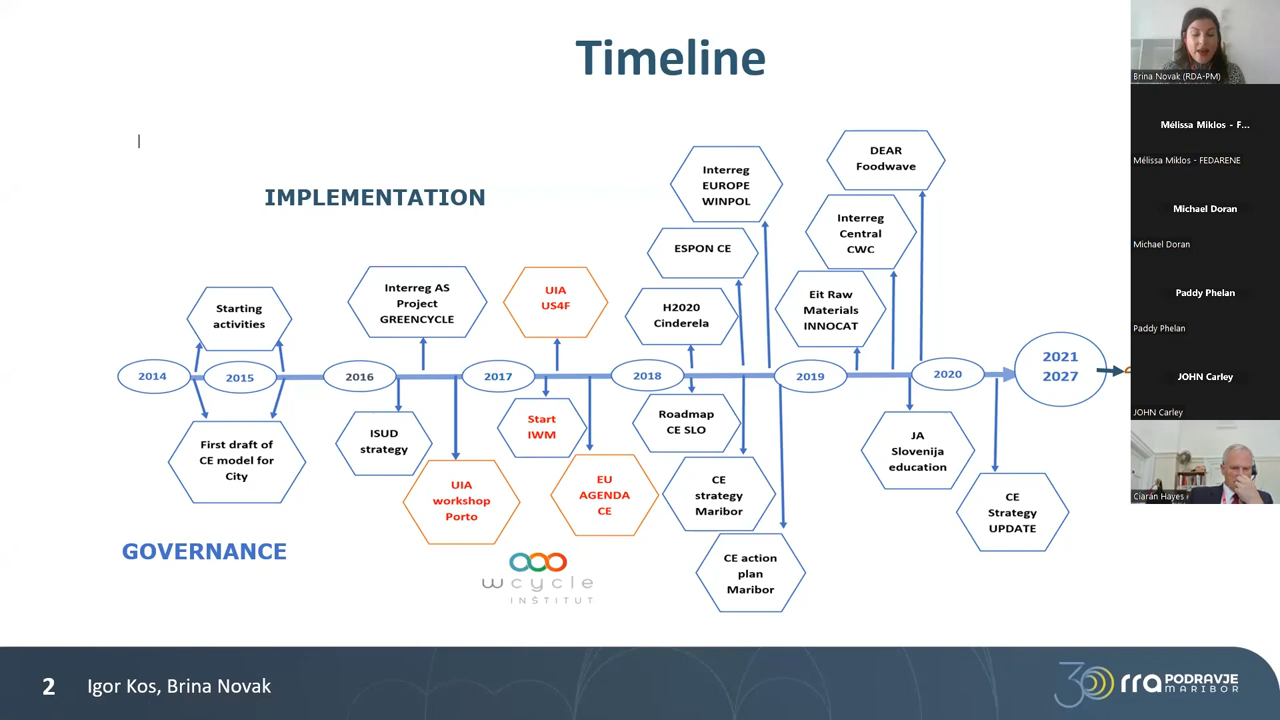 Timeline
IMPLEMENTATION
DEAR
Foodwave
Interreg
EUROPE
WINPOL
Interreg
Central
CWC
ESPON CE
Interreg AS
Project
GREENCYCLE
UIA
US4F
H2020
Cinderela
Eit Raw
Materials
INNOCAT
Starting
activities
2014
2015
2016
2017
2018
2019
2020
2021
2027
First draft of
CE model for
City
ISUD
strategy
UIA
workshop
Porto
Start
IWM
EU
AGENDA
CE
Roadmap
CE SLO
CE
strategy
Maribor
CE action
plan
Maribor
JA
Slovenija
education
CE
Strategy
UPDATE
GOVERNANCE
wcycle
INŠTITUT
2 Igor Kos, Brina Novak
30 rra PODRAVJE
MARIBOR
Brina Novak (RDA-PM)
Mélissa Miklos - F...
Mélissa Miklos - FEDARENE
Michael Doran
Michael Doran
Paddy Phelan
Paddy Phelan
JOHN Carley
JOHN Carley
Ciarán Hayes